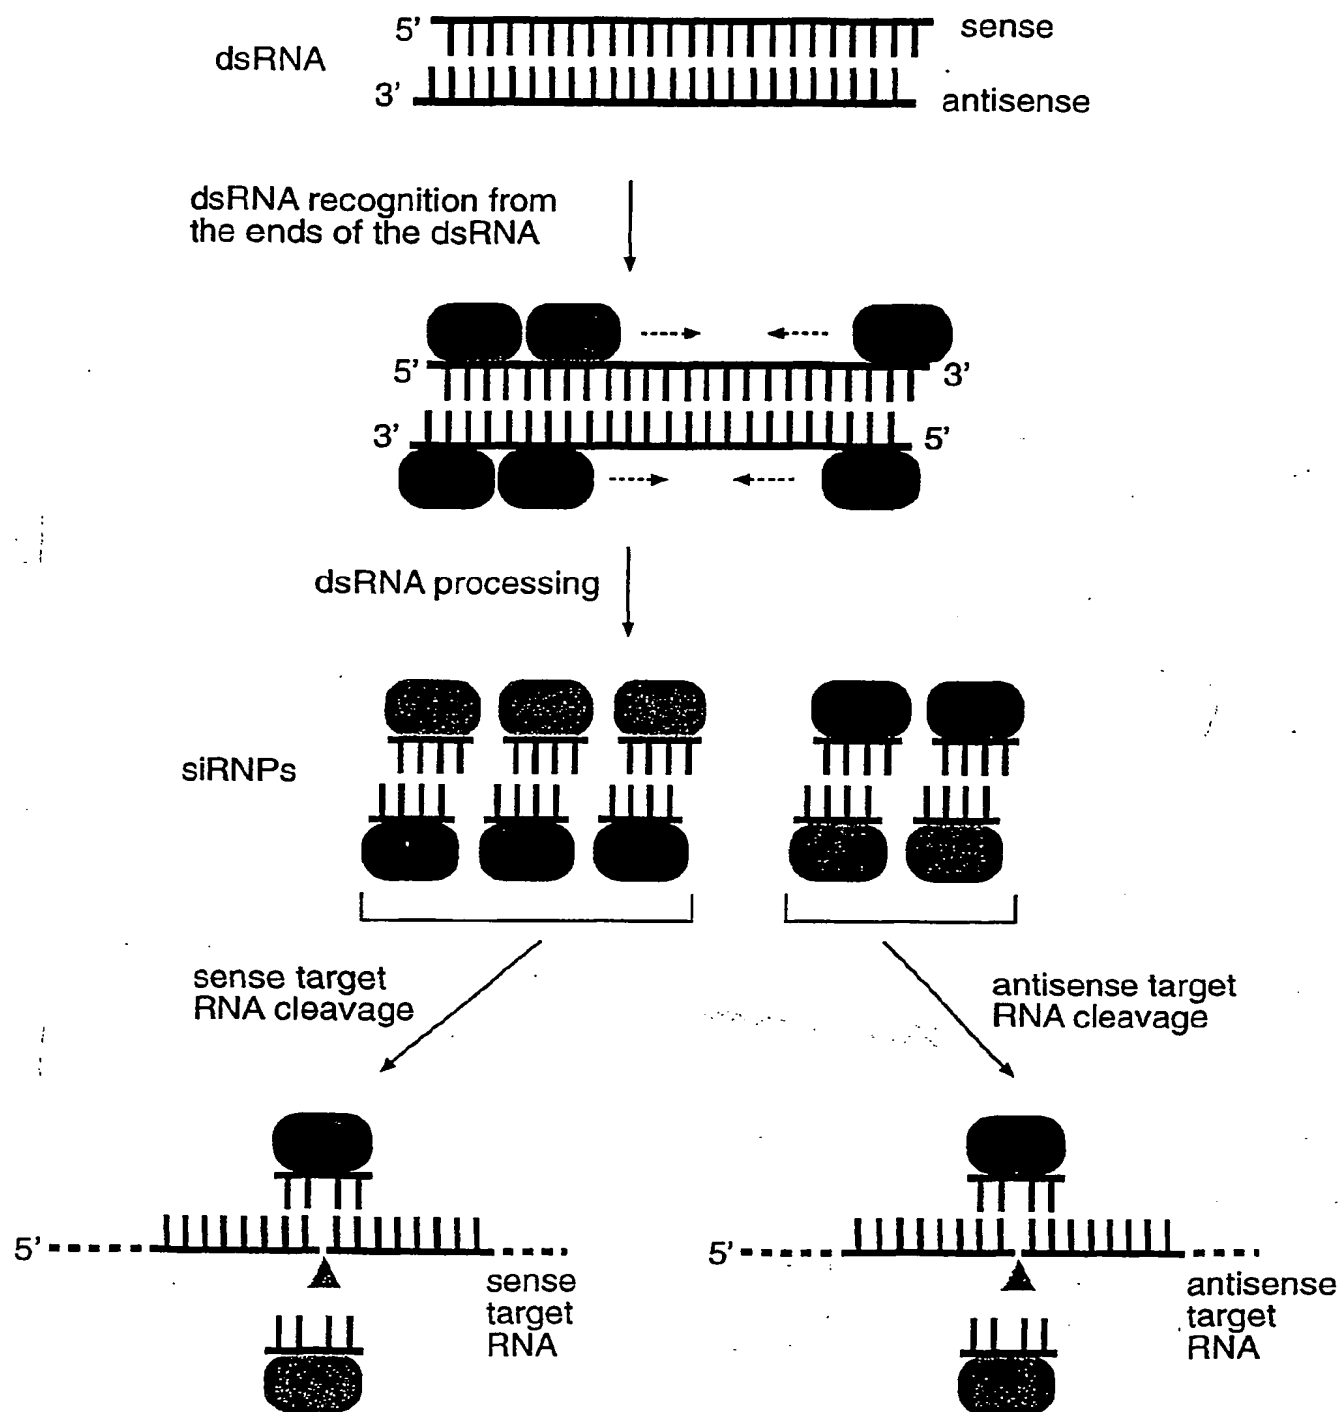 5'
sense
dsRNA
3'
antisense
dsRNA recognition from
the ends of the dsRNA
5'
3'
3'
5'
dsRNA processing
siRNPs
sense target
RNA cleavage
antisense target
RNA cleavage
5'
sense
target
RNA
5'
antisense
target
RNA